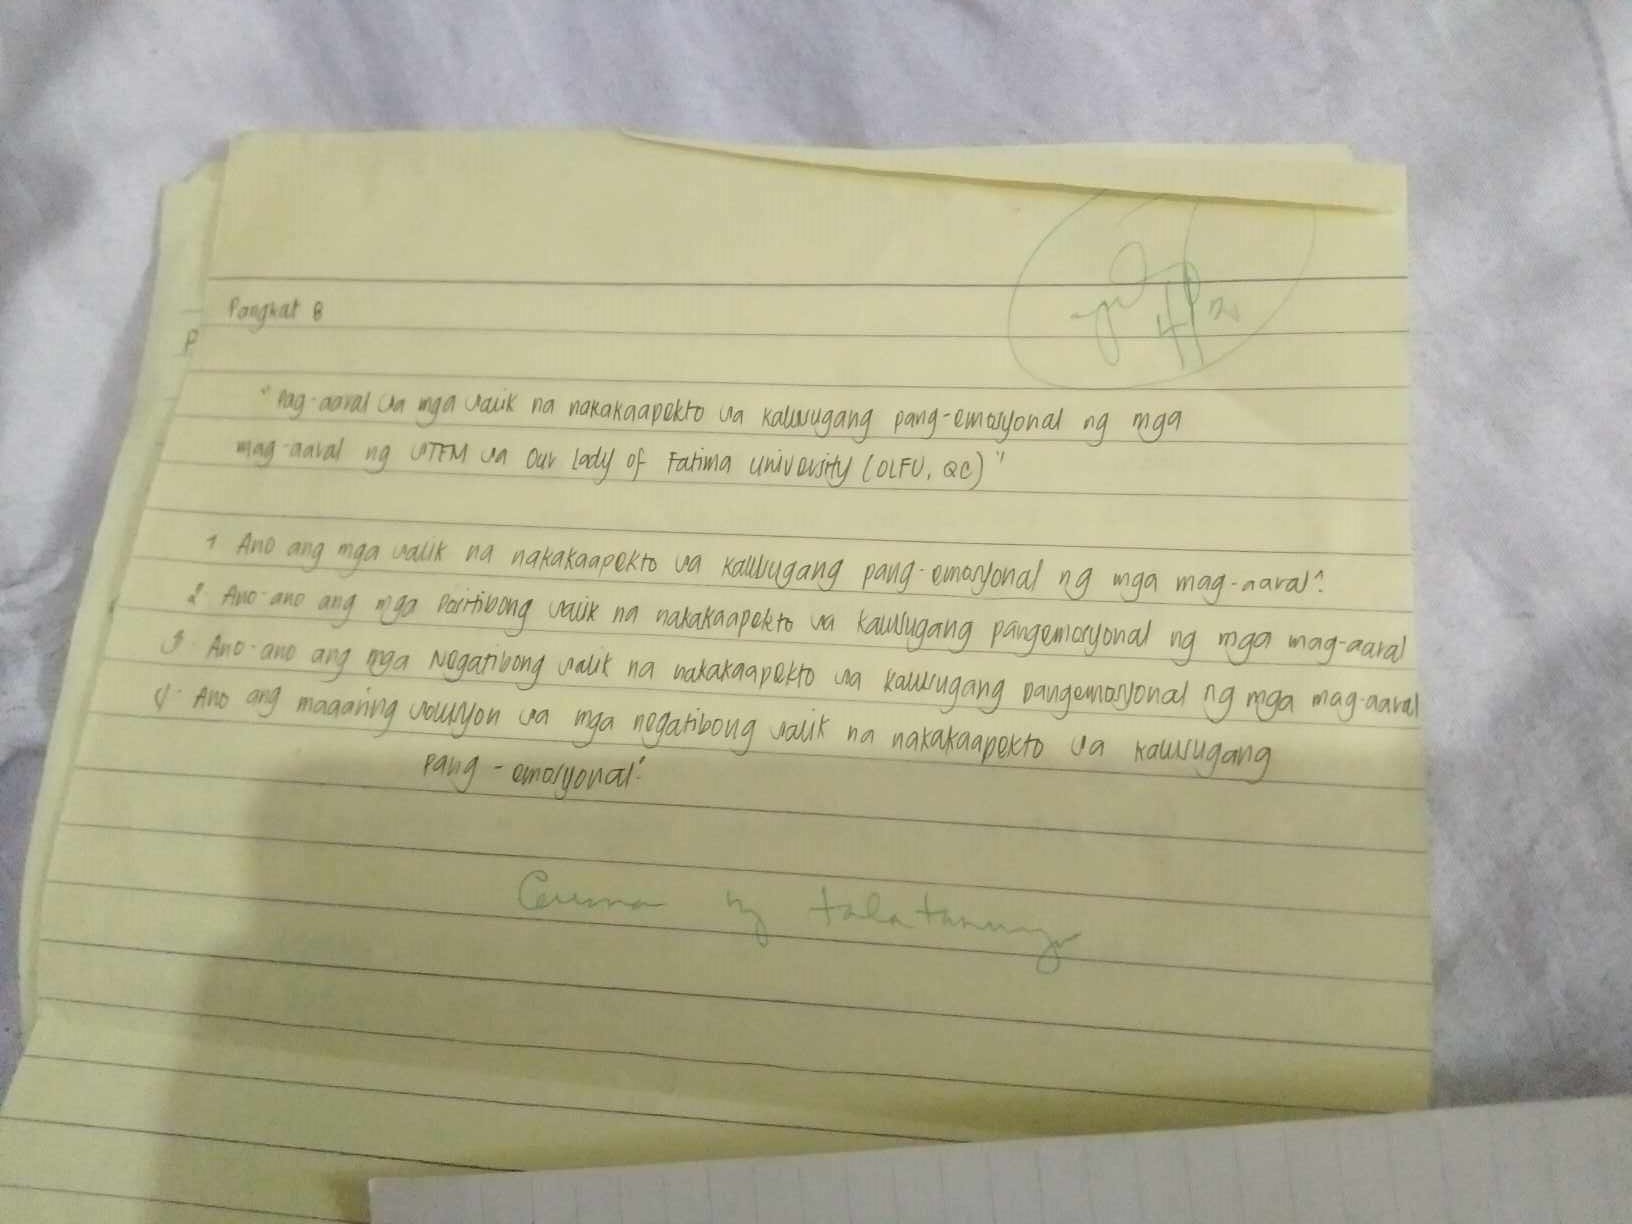 Pangkat 8
P
"Pag-aaral sa mga salik na nakakaapekto sa kalusugang pang-emosyonal ng mga
mag-aaral ng STEM sa Our Lady of Fatima University (OLFU, QC)"
1 Ano ang mga salik na nakakaapekto sa kalusugang pang-emosyonal ng mga mag-aaral?
2. Ano-ano ang mga Positibong salik na nakakaapekto sa kalusugang pangemosyonal ng mga mag-aaral
3. Ano-ano ang mga Negatibong salik na nakakaapekto sa kalusugang pangemosyonal ng mga mag-aaral
4. Ano ang magaring solusyon sa mga negatibong salik na nakakaapekto sa kalusugang
pang-emosyonal?
ng talatanungan